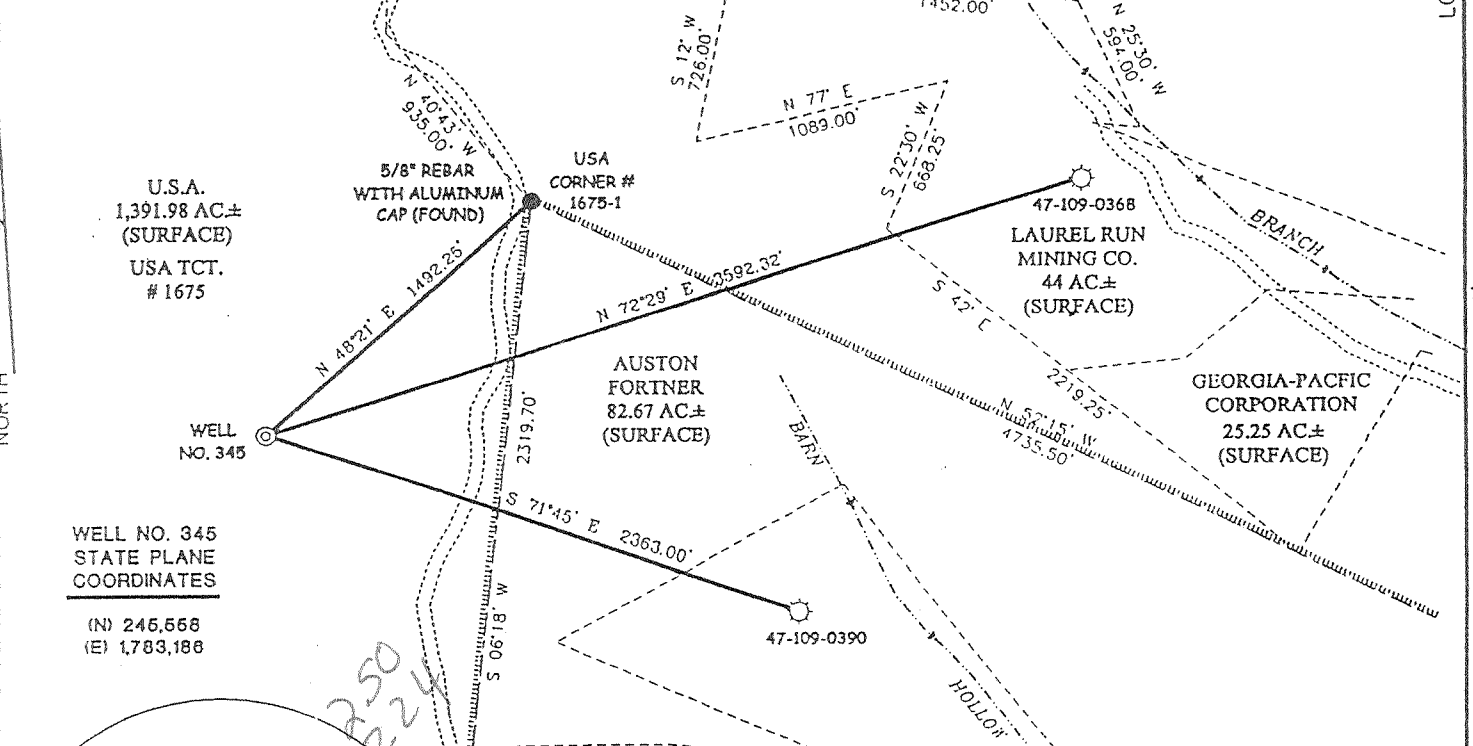 1452.00'
LO
S 12° W
726.00'
N 25°30' W
594.00'
N 40°43' W
935.00'
N 77° E
1089.00'
S 22°30' W
668.25'
5/8" REBAR
WITH ALUMINUM
CAP (FOUND)
USA
CORNER #
1675-1
U.S.A.
1,391.98 AC.±
(SURFACE)
USA TCT.
# 1675
47-109-0368
LAUREL RUN
MINING CO.
44 AC.±
(SURFACE)
BRANCH
N 48°21' E 1492.25'
N 72°29' E 3592.32'
S 42° E
2219.25'
NORTH
AUSTON
FORTNER
82.67 AC.±
(SURFACE)
GEORGIA-PACFIC
CORPORATION
25.25 AC.±
(SURFACE)
WELL
NO. 345
2319.70'
BARN
4735.50'
S 71°45' E 2363.00'
WELL NO. 345
STATE PLANE
COORDINATES
(N) 246,568
(E) 1,783,186
S 06°18' W
47-109-0390
HOLLOW
250
224